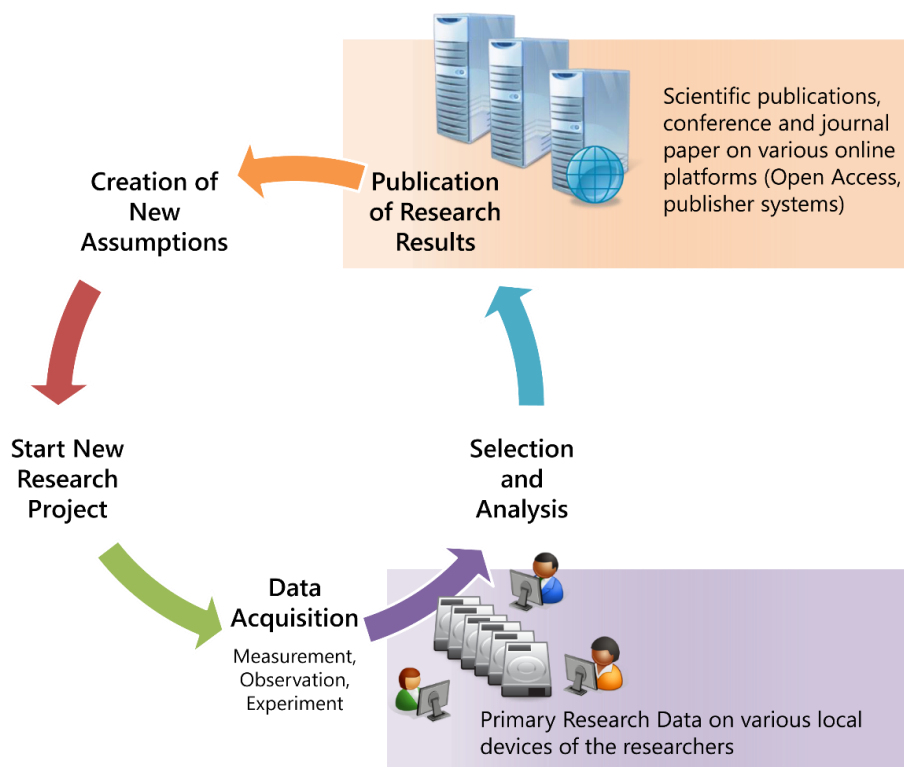 Scientific publications,
conference and journal
paper on various online
platforms (Open Access,
publisher systems)
Publication
of Research
Results
Creation of
New
Assumptions
Start New
Research
Project
Data
Acquisition
Measurement,
Observation,
Experiment
Selection
and
Analysis
Primary Research Data on various local
devices of the researchers